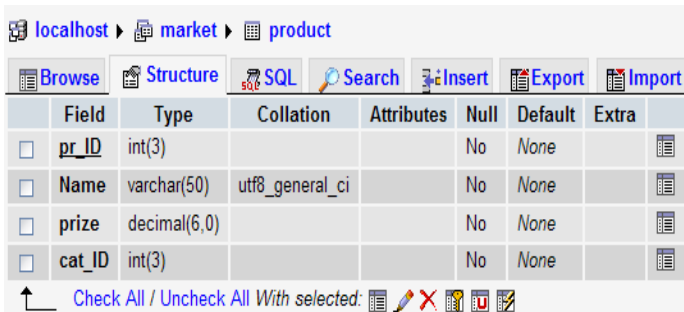 localhost ▸ market ▸ product
Browse Structure SQL Search Insert Export Import
Field Type Collation Attributes Null Default Extra
pr_ID int(3) No None
Name varchar(50) utf8_general_ci No None
prize decimal(6,0) No None
cat_ID int(3) No None
Check All / Uncheck All With selected: